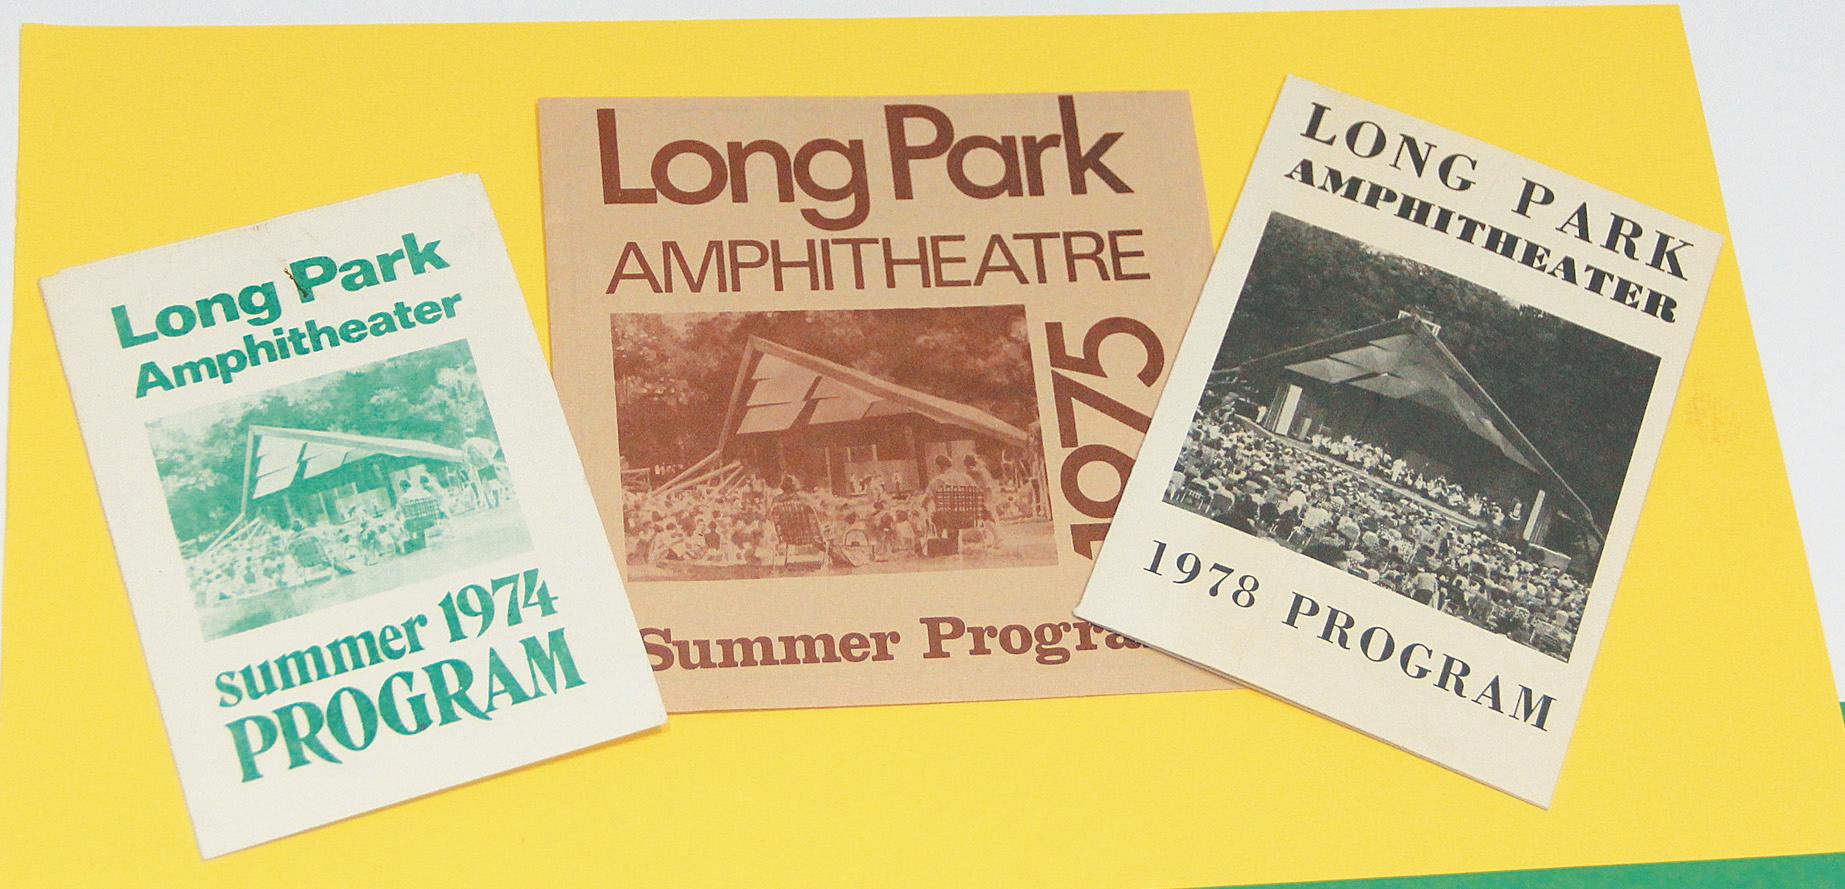 Long Park
Amphitheater
summer 1974
PROGRAM
Long Park
AMPHITHEATRE
1975
Summer Progra
LONG PARK
AMPHITHEATER
1978 PROGRAM